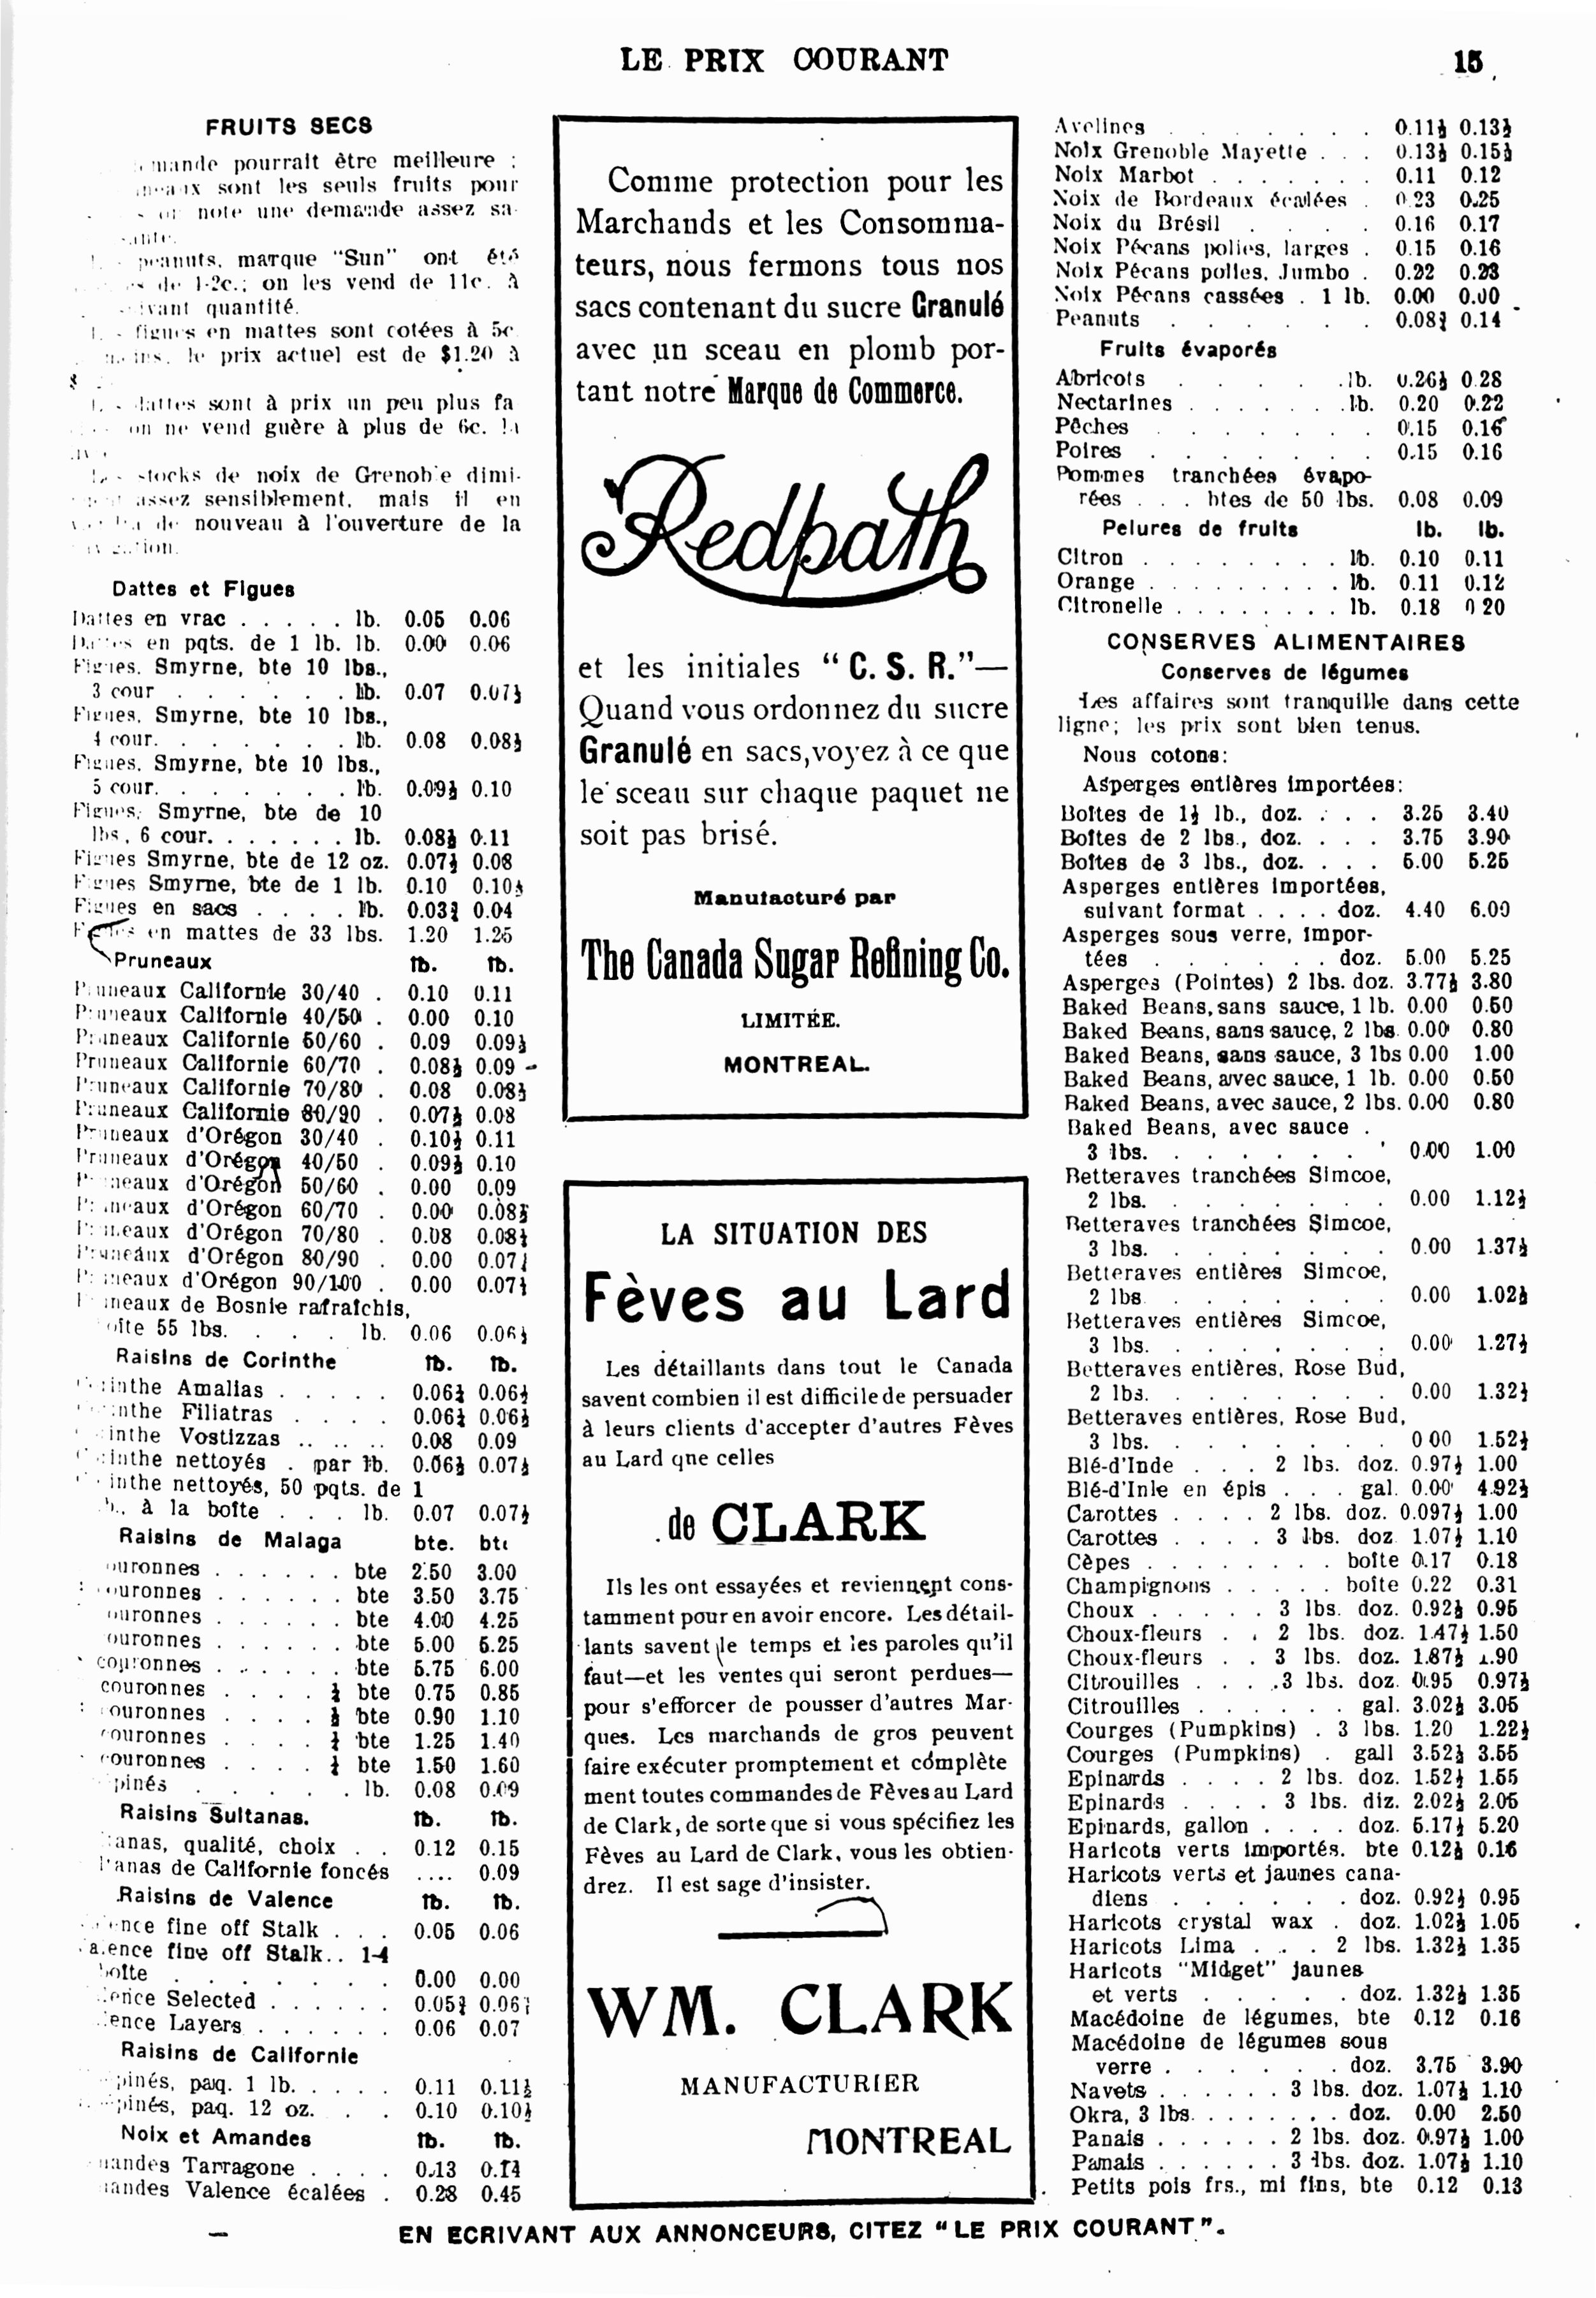 LE PRIX COURANT
15
FRUITS SECS
mande pourrait être meilleure ;
sont les seuls fruits pour
note une demande assez sa-
peanuts, marque "Sun" ont été
de 1-2c.; on les vend de 11c. à
quantité.
figues en mattes sont cotées à 5c
le prix actuel est de $1.20 à
dattes sont à prix un peu plus fa
on ne vend guère à plus de 6c. la
stocks de noix de Grenoble dimi-
assez sensiblement, mais il en
de nouveau à l'ouverture de la
Dattes et Figues
Dattes en vrac . . . . . lb. 0.05 0.06
Dattes en pqts. de 1 lb. lb. 0.00 0.06
Figues, Smyrne, bte 10 lbs.,
3 cour . . . . . . lb. 0.07 0.07½
Figues, Smyrne, bte 10 lbs.,
4 cour. . . . . . . lb. 0.08 0.08½
Figues, Smyrne, bte 10 lbs.,
5 cour. . . . . . . lb. 0.09½ 0.10
Figues, Smyrne, bte de 10
lbs, 6 cour. . . . . . . lb. 0.08½ 0.11
Figues Smyrne, bte de 12 oz. 0.07½ 0.08
Figues Smyrne, bte de 1 lb. 0.10 0.10½
Figues en sacs . . . . lb. 0.03¾ 0.04
en mattes de 33 lbs. 1.20 1.25
Pruneaux lb. lb.
Pruneaux Californie 30/40 . 0.10 0.11
Pruneaux Californie 40/50 . 0.00 0.10
Pruneaux Californie 50/60 . 0.09 0.09½
Pruneaux Californie 60/70 . 0.08½ 0.09
Pruneaux Californie 70/80 . 0.08 0.08½
Pruneaux Californie 80/90 . 0.07½ 0.08
Pruneaux d'Orégon 30/40 . 0.10½ 0.11
Pruneaux d'Orégon 40/50 . 0.09½ 0.10
Pruneaux d'Orégon 50/60 . 0.00 0.09
Pruneaux d'Orégon 60/70 . 0.00
Pruneaux d'Orégon 70/80 . 0.08
Pruneaux d'Orégon 80/90 . 0.00
Pruneaux d'Orégon 90/100 . 0.00
neaux de Bosnie rafraîchis,
oîte 55 lbs. . . . lb. 0.06 0.06½
Raisins de Corinthe lb. lb.
inthe Amalias . . . . . 0.06¼ 0.06½
inthe Filiatras . . . . 0.06¼ 0.06½
inthe Vostizzas .. .. .. 0.08 0.09
inthe nettoyés . par lb. 0.06½ 0.07½
inthe nettoyés, 50 pqts. de 1
à la boîte . . . lb. 0.07 0.07½
Raisins de Malaga bte. bte
ouronnes . . . . . . bte 2.50 3.00
ouronnes . . . . . . bte 3.50 3.75
ouronnes . . . . . . bte 4.00 4.25
ouronnes . . . . . . bte 5.00 5.25
couronnes . . . . . . bte 5.75 6.00
couronnes . . . . bte 0.75 0.85
ouronnes . . . . bte 0.90 1.10
couronnes . . . . bte 1.25 1.40
couronnes . . . . bte 1.50 1.60
pinés . . . . . lb. 0.08 0.09
Raisins Sultanas. lb. lb.
anas, qualité, choix . . 0.12 0.15
anas de Californie foncés .... 0.09
Raisins de Valence lb. lb.
ence fine off Stalk . . . 0.05 0.06
alence fine off Stalk.. 1-4
boîte . . . . . . . 0.00 0.00
ence Selected . . . . . . 0.05¾
ence Layers . . . . . . 0.06 0.07
Raisins de Californie
pinés, paq. 1 lb. . . . . 0.11 0.11½
pinés, paq. 12 oz. . . . 0.10 0.10½
Noix et Amandes lb. lb.
andes Tarragone . . . . 0.13 0.14
andes Valence écalées . 0.28 0.45
Comme protection pour les
Marchands et les Consomma-
teurs, nous fermons tous nos
sacs contenant du sucre Granulé
avec un sceau en plomb por-
tant notre Marque de Commerce.
Redpath
et les initiales "C. S. R."—
Quand vous ordonnez du sucre
Granulé en sacs, voyez à ce que
le sceau sur chaque paquet ne
soit pas brisé.
Manufacturé par
The Canada Sugar Refining Co.
LIMITÉE.
MONTREAL.
LA SITUATION DES
Fèves au Lard
Les détaillants dans tout le Canada
savent combien il est difficile de persuader
à leurs clients d'accepter d'autres Fèves
au Lard qne celles
de CLARK
Ils les ont essayées et reviennent cons-
tamment pour en avoir encore. Les détail-
lants savent le temps et les paroles qu'il
faut—et les ventes qui seront perdues—
pour s'efforcer de pousser d'autres Mar-
ques. Les marchands de gros peuvent
faire exécuter promptement et complète
ment toutes commandes de Fèves au Lard
de Clark, de sorte que si vous spécifiez les
Fèves au Lard de Clark, vous les obtien-
drez. Il est sage d'insister.
WM. CLARK
MANUFACTURIER
MONTREAL
Avelines . . . . . . . 0.11½ 0.13½
Noix Grenoble Mayette . . . 0.13½ 0.15½
Noix Marbot . . . . . . . 0.11 0.12
Noix de Bordeaux écalées . 0.23 0.25
Noix du Brésil . . . . 0.16 0.17
Noix Pécans polies, larges . 0.15 0.16
Noix Pécans polies, Jumbo . 0.22 0.23
Noix Pécans cassées . 1 lb. 0.00 0.00
Peanuts . . . . . . 0.08¾ 0.14
Fruits évaporés
Abricots . . . . . lb. 0.26½ 0.28
Nectarines . . . . . . lb. 0.20 0.22
Pêches . . . . . . . 0.15 0.16
Poires . . . . . . . 0.15 0.16
Pommes tranchées évapo-
rées . . . btes de 50 lbs. 0.08 0.09
Pelures de fruits lb. lb.
Citron . . . . . . . . lb. 0.10 0.11
Orange . . . . . . . . . lb. 0.11 0.12
Citronelle . . . . . . . . lb. 0.18 0 20
CONSERVES ALIMENTAIRES
Conserves de légumes
Les affaires sont tranquille dans cette
ligne; les prix sont bien tenus.
Nous cotons:
Asperges entières importées:
Boîtes de 1½ lb., doz. . . . 3.25 3.40
Boîtes de 2 lbs., doz. . . . 3.75 3.90
Boîtes de 3 lbs., doz. . . . 5.00 5.25
Asperges entières importées,
suivant format . . . . doz. 4.40 6.00
Asperges sous verre, impor-
tées . . . . . . doz. 5.00 5.25
Asperges (Pointes) 2 lbs. doz. 3.77½ 3.80
Baked Beans, sans sauce, 1 lb. 0.00 0.50
Baked Beans, sans sauce, 2 lbs 0.00 0.80
Baked Beans, sans sauce, 3 lbs 0.00 1.00
Baked Beans, avec sauce, 1 lb. 0.00 0.50
Baked Beans, avec sauce, 2 lbs. 0.00 0.80
Baked Beans, avec sauce .
3 lbs. . . . . . . 0.00 1.00
Betteraves tranchées Simcoe,
2 lbs. . . . . . . . 0.00 1.12½
Betteraves tranchées Simcoe,
3 lbs. . . . . . . . 0.00 1.37½
Betteraves entières Simcoe,
2 lbs . . . . . . . 0.00 1.02½
Betteraves entières Simcoe,
3 lbs. . . . . . . . 0.00 1.27½
Betteraves entières, Rose Bud,
2 lbs. . . . . . . . 0.00 1.32½
Betteraves entières, Rose Bud,
3 lbs. . . . . . . . 0 00 1.52½
Blé-d'Inde . . . 2 lbs. doz. 0.97½ 1.00
Blé-d'Inle en épis . . . gal. 0.00 4.92½
Carottes . . . . 2 lbs. doz. 0.097½ 1.00
Carottes . . . . 3 lbs. doz 1.07½ 1.10
Cèpes . . . . . . . . boîte 0.17 0.18
Champignons . . . . . boîte 0.22 0.31
Choux . . . . . 3 lbs. doz. 0.92½ 0.95
Choux-fleurs . . 2 lbs. doz. 1.47½ 1.50
Choux-fleurs . . 3 lbs. doz. 1.87½ 1.90
Citrouilles . . . . 3 lbs. doz. 0.95 0.97½
Citrouilles . . . . . . gal. 3.02½ 3.05
Courges (Pumpkins) . 3 lbs. 1.20 1.22½
Courges (Pumpkins) . gall 3.52½ 3.55
Epinards . . . . 2 lbs. doz. 1.52½ 1.55
Epinards . . . . 3 lbs. diz. 2.02½ 2.05
Epinards, gallon . . . . doz. 5.17½ 5.20
Haricots verts importés. bte 0.12½ 0.16
Haricots verts et jaunes cana-
diens . . . . . . doz. 0.92½ 0.95
Haricots crystal wax . doz. 1.02½ 1.05
Haricots Lima . . . 2 lbs. 1.32½ 1.35
Haricots "Midget" jaunes
et verts . . . . . doz. 1.32½ 1.35
Macédoine de légumes, bte 0.12 0.16
Macédoine de légumes sous
verre . . . . . . doz. 3.75 3.90
Navets . . . . . . 3 lbs. doz. 1.07½ 1.10
Okra, 3 lbs. . . . . . . doz. 0.00 2.50
Panais . . . . . . 2 lbs. doz. 0.97½ 1.00
Panais . . . . . . 3 lbs. doz. 1.07½ 1.10
Petits pois frs., mi fins, bte 0.12 0.13
EN ECRIVANT AUX ANNONCEURS, CITEZ "LE PRIX COURANT".